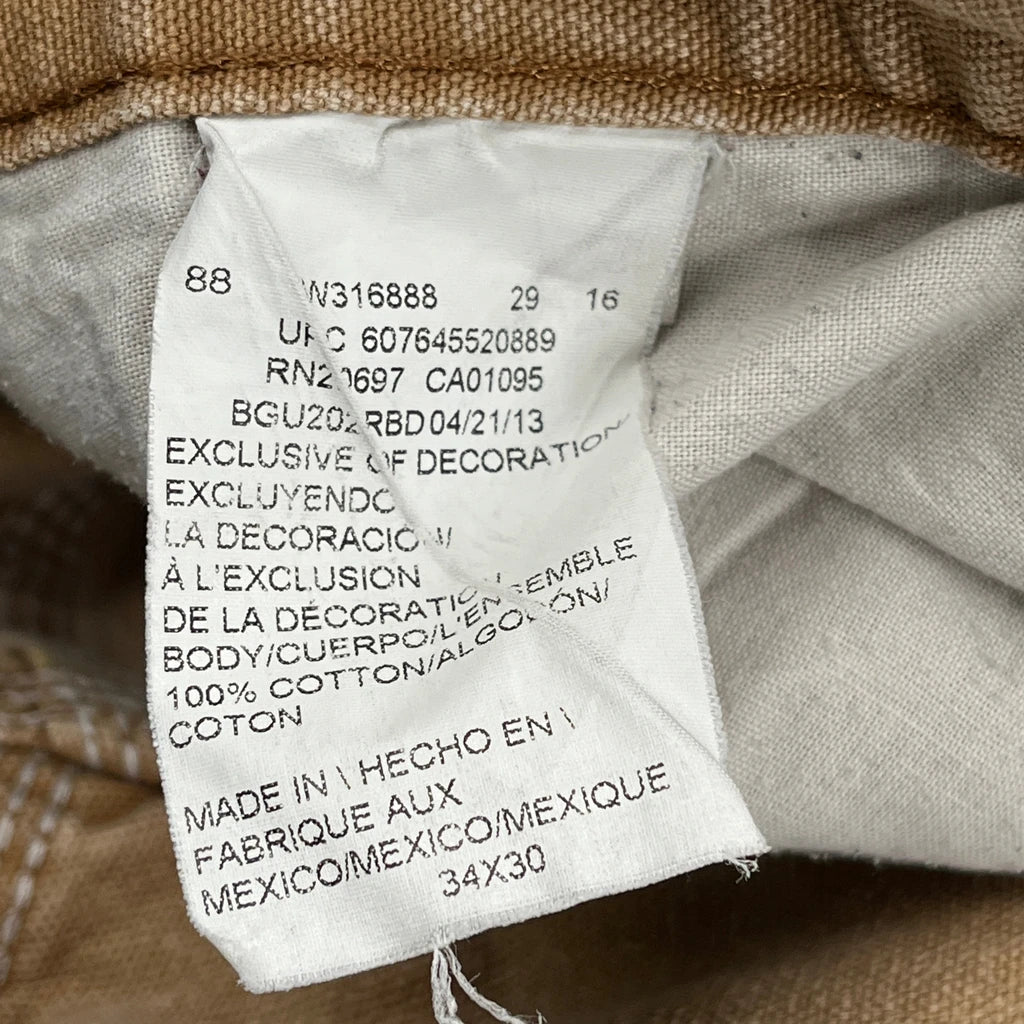 88 W316888 29 16
UPC 607645520889
RN20697 CA01095
BGU202RBD 04/21/13
EXCLUSIVE OF DECORATION
EXCLUYENDO
LA DECORACION/
À L'EXCLUSION
DE LA DÉCORATION
BODY/CUERPO/L'ENSEMBLE
100% COTTON/ALGODON/
COTON
MADE IN \ HECHO EN \
FABRIQUE AUX
MEXICO/MEXICO/MEXIQUE
34X30